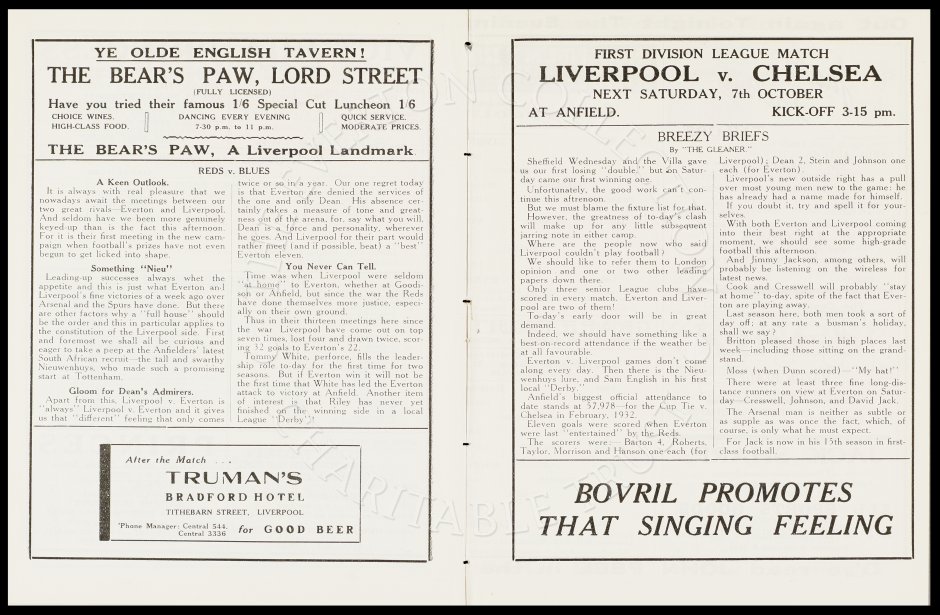 YE OLDE ENGLISH TAVERN!
THE BEAR'S PAW, LORD STREET
(FULLY LICENSED)
Have you tried their famous 1/6 Special Cut Luncheon 1/6
CHOICE WINES.
HIGH-CLASS FOOD.
DANCING EVERY EVENING
7-30 p.m. to 11 p.m.
QUICK SERVICE.
MODERATE PRICES.
THE BEAR'S PAW, A Liverpool Landmark
REDS v. BLUES
A Keen Outlook.
It is always with real pleasure that we
nowadays await the meetings between our
two great rivals—Everton and Liverpool.
And seldom have we been more genuinely
keyed-up than is the fact this afternoon.
For it is their first meeting in the new cam-
paign when football's prizes have not even
begun to get licked into shape.
Something "Nieu"
Leading-up successes always whet the
appetite and this is just what Everton and
Liverpool's fine victories of a week ago over
Arsenal and the Spurs have done. But there
are other factors why a "full house" should
be the order and this in particular applies to
the constitution of the Liverpool side. First
and foremost we shall all be curious and
eager to take a peep at the Anfielders' latest
South African recruit—the tall and swarthy
Nieuwenhuys, who made such a promising
start at Tottenham.
Gloom for Dean's Admirers.
Apart from this, Liverpool v. Everton is
"always" Liverpool v. Everton and it gives
us that "different" feeling that only comes
twice or so in a year. Our one regret today
is that Everton are denied the services of
the one and only Dean. His absence cer-
tainly takes a measure of tone and great-
ness out of the arena, for, say what you will,
Dean is a force and personality, wherever
he goes. And Liverpool for their part would
rather meet (and if possible, beat) a "best"
Everton eleven.
You Never Can Tell.
Time was when Liverpool were seldom
"at home" to Everton, whether at Goodi-
son or Anfield, but since the war the Reds
have done themselves more justice, especi-
ally on their own ground.
Thus in their thirteen meetings here since
the war Liverpool have come out on top
seven times, lost four and drawn twice, scor-
ing 32 goals to Everton's 22.
Tommy White, perforce, fills the leader-
ship role to-day for the first time for two
seasons. But if Everton win it will not be
the first time that White has led the Everton
attack to victory at Anfield. Another item
of interest is that Riley has never yet
finished on the winning side in a local
League "Derby"!
After the Match ...
TRUMAN'S
BRADFORD HOTEL
TITHEBARN STREET, LIVERPOOL
'Phone Manager: Central 544.
Central 3336
for GOOD BEER
FIRST DIVISION LEAGUE MATCH
LIVERPOOL v. CHELSEA
NEXT SATURDAY, 7th OCTOBER
AT ANFIELD. KICK-OFF 3-15 pm.
BREEZY BRIEFS
By "THE GLEANER."
Sheffield Wednesday and the Villa gave
us our first losing "double," but on Satur-
day came our first winning one.
Unfortunately, the good work can't con-
tinue this afternoon.
But we must blame the fixture list for that.
However, the greatness of to-day's clash
will make up for any little subsequent
jarring note in either camp.
Where are the people now who said
Liverpool couldn't play football?
We should like to refer them to London
opinion and one or two other leading
papers down there.
Only three senior League clubs have
scored in every match. Everton and Liver-
pool are two of them!
To-day's early door will be in great
demand.
Indeed, we should have something like a
best-on-record attendance if the weather be
at all favourable.
Everton v. Liverpool games don't come
along every day. Then there is the Nieu-
wenhuys lure, and Sam English in his first
local "Derby."
Anfield's biggest official attendance to
date stands at 57,978—for the Cup Tie v.
Chelsea in February, 1932.
Eleven goals were scored when Everton
were last "entertained" by the Reds.
The scorers were:— Barton 4, Roberts,
Taylor, Morrison and Hanson one each (for
Liverpool); Dean 2, Stein and Johnson one
each (for Everton).
Liverpool's new outside right has a pull
over most young men new to the game; he
has already had a name made for himself.
If you doubt it, try and spell it for your-
selves.
With both Everton and Liverpool coming
into their best right at the appropriate
moment, we should see some high-grade
football this afternoon.
And Jimmy Jackson, among others, will
probably be listening on the wireless for
latest news.
Cook and Cresswell will probably "stay
at home" to-day, spite of the fact that Ever-
ton are playing away.
Last season here, both men took a sort of
day off; at any rate a busman's holiday,
shall we say?
Britton pleased those in high places last
week—including those sitting on the grand-
stand.
Moss (when Dunn scored)—"My hat!"
There were at least three fine long-dis-
tance runners on view at Everton on Satur-
day—Cresswell, Johnson, and David Jack.
The Arsenal man is neither as subtle or
as supple as was once the fact, which, of
course, is only what he must expect.
For Jack is now in his 15th season in first-
class football.
BOVRIL PROMOTES
THAT SINGING FEELING